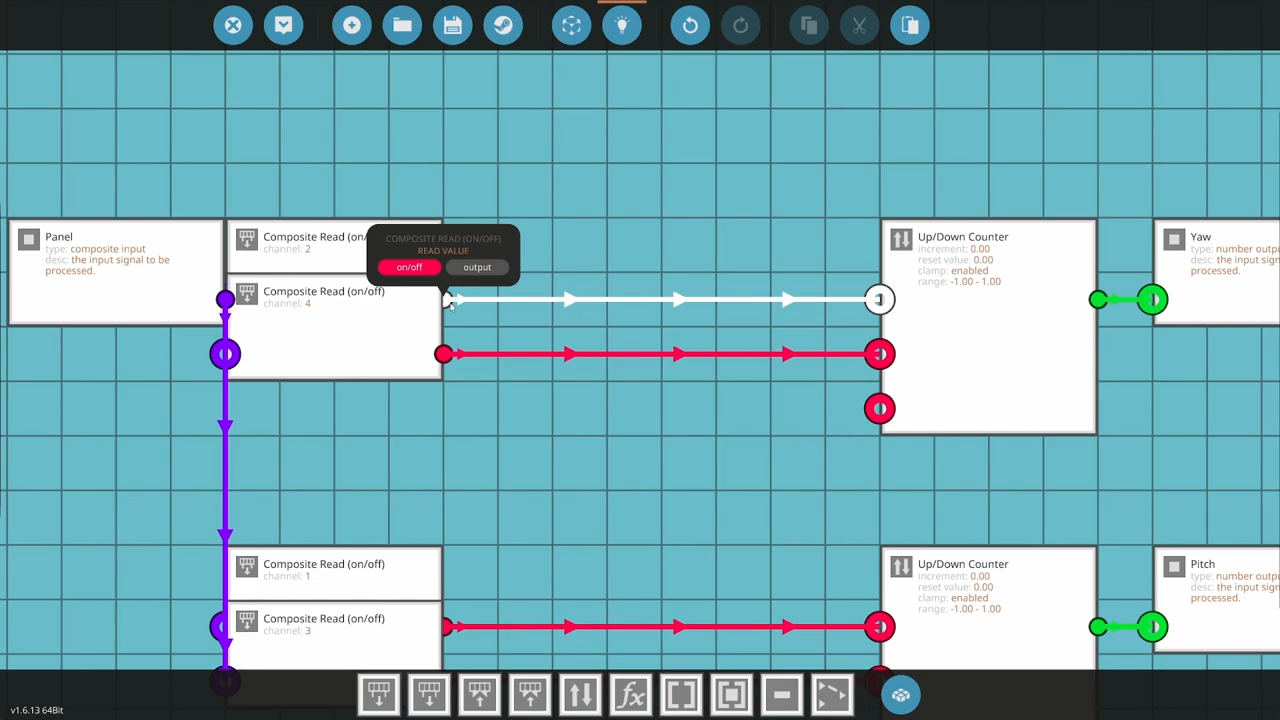 Panel
type: composite input
desc: the input signal to be
processed.
Composite Read (on/
channel: 2
COMPOSITE READ (ON/OFF)
READ VALUE
on/off
output
Composite Read (on/off)
channel: 4
Up/Down Counter
increment: 0.00
reset value: 0.00
clamp: enabled
range: -1.00 - 1.00
Yaw
type: number outp
desc: the input sign
processed.
Composite Read (on/off)
channel: 1
Composite Read (on/off)
channel: 3
Up/Down Counter
increment: 0.00
reset value: 0.00
clamp: enabled
range: -1.00 - 1.00
Pitch
type: number outp
desc: the input sign
processed.
fx
v1.6.13 64Bit